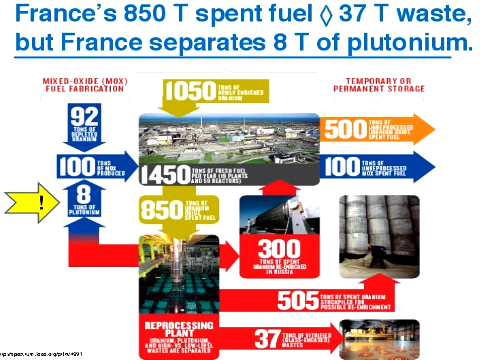 France's 850 T spent fuel ◊ 37 T waste,
but France separates 8 T of plutonium.
MIXED-OXIDE (MOX)
FUEL FABRICATION
1050 TONS OF
NEWLY ENRICHED
URANIUM
TEMPORARY OR
PERMANENT STORAGE
92
TONS OF
DEPLETED
URANIUM
500 TONS OF
UNREPROCESSED
URANIUM OXIDE
SPENT FUEL
100 TONS
OF MOX
PRODUCED
1450 TONS OF FRESH FUEL
PER YEAR (19 PLANTS
AND 59 REACTORS)
100 TONS OF
UNREPROCESSED
MOX SPENT FUEL
!
8
TONS OF
PLUTONIUM
850 TONS OF
URANIUM
OXIDE
SPENT FUEL
300
TONS OF SPENT
URANIUM RE-ENRICHED
IN RUSSIA
505 TONS OF SPENT URANIUM
STOCKPILED FOR
POSSIBLE RE-ENRICHMENT
REPROCESSING
PLANT
URANIUM, PLUTONIUM,
AND HIGH- VS. LOW-LEVEL
WASTES ARE SEPARATED
37 TONS OF VITRIFIED
(GLASS-ENCASED)
WASTES